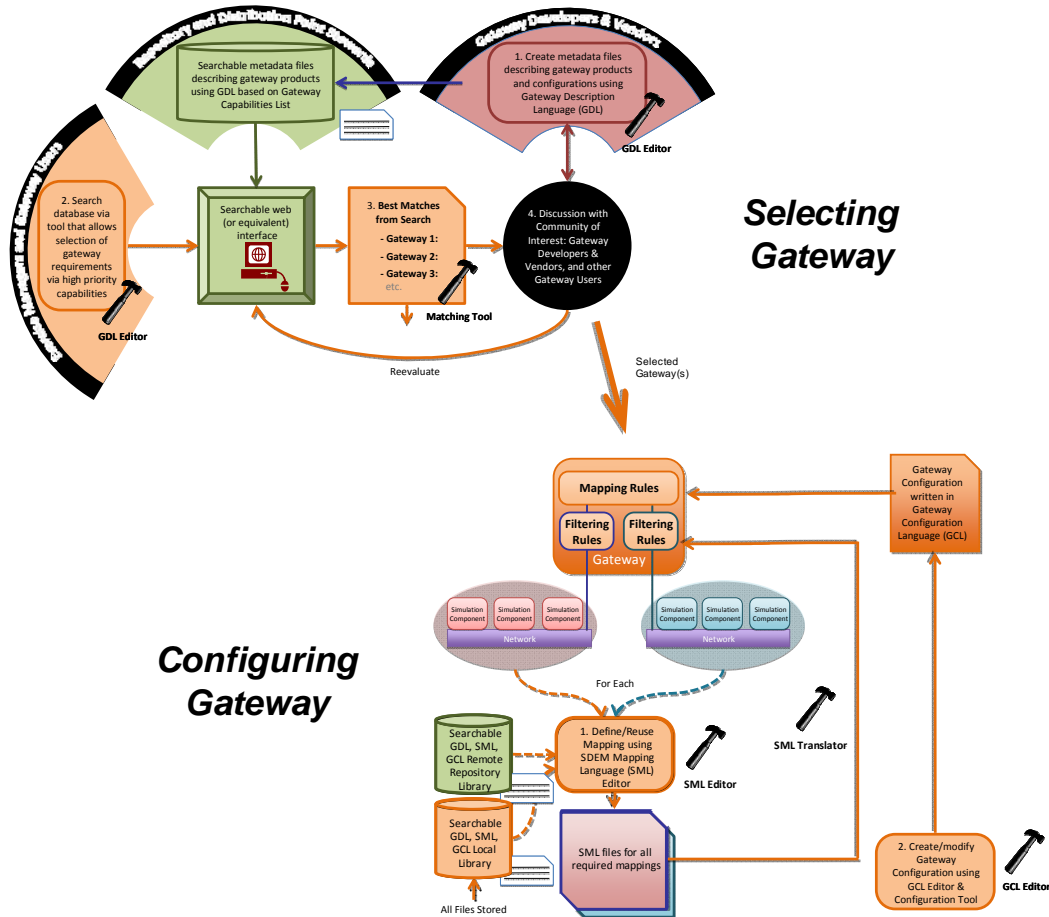 Repository and Distribution Point Stewards
Gateway Developers & Vendors
Searchable metadata files
describing gateway products
using GDL based on Gateway
Capabilities List
1. Create metadata files
describing gateway products
and configurations using
Gateway Description
Language (GDL)
GDL Editor
and Gateway Users
2. Search
database via
tool that allows
selection of
gateway
requirements
via high priority
capabilities
GDL Editor
Searchable web
(or equivalent)
interface
3. Best Matches
from Search
- Gateway 1:
- Gateway 2:
- Gateway 3:
etc.
Matching Tool
4. Discussion with
Community of
Interest: Gateway
Developers &
Vendors, and other
Gateway Users
Selecting
Gateway
Reevaluate
Selected
Gateway(s)
Mapping Rules
Filtering
Rules
Filtering
Rules
Gateway
Gateway
Configuration
written in
Gateway
Configuration
Language (GCL)
Simulation
Component
Simulation
Component
Simulation
Component
Network
Simulation
Component
Simulation
Component
Simulation
Component
Network
Configuring
Gateway
For Each
1. Define/Reuse
Mapping using
SDEM Mapping
Language (SML)
Editor
SML Editor
SML Translator
Searchable
GDL, SML,
GCL Remote
Repository
Library
Searchable
GDL, SML,
GCL Local
Library
All Files Stored
SML files for all
required mappings
2. Create/modify
Gateway
Configuration using
GCL Editor &
Configuration Tool
GCL Editor